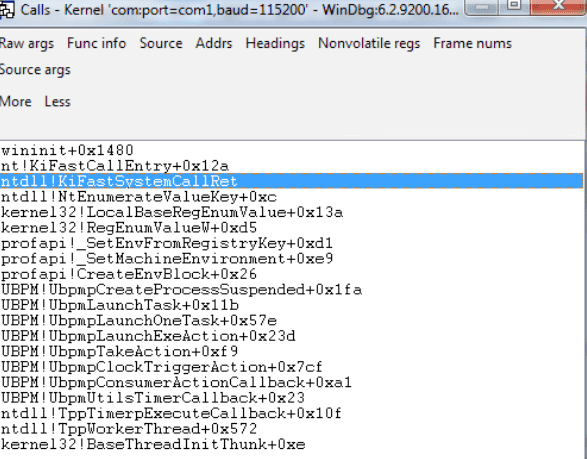 Calls - Kernel 'com:port=com1,baud=115200' - WinDbg:6.2.9200.16...
Raw args Func info Source Addrs Headings Nonvolatile regs Frame nums
Source args
More Less
wininit+0x1480
nt!KiFastCallEntry+0x12a
ntdll!KiFastSystemCallRet
ntdll!NtEnumerateValueKey+0xc
kernel32!LocalBaseRegEnumValue+0x13a
kernel32!RegEnumValueW+0xd5
profapi!_SetEnvFromRegistryKey+0xd1
profapi!_SetMachineEnvironment+0xe9
profapi!CreateEnvBlock+0x26
UBPM!UbpmpCreateProcessSuspended+0x1fa
UBPM!UbpmLaunchTask+0x11b
UBPM!UbpmpLaunchOneTask+0x57e
UBPM!UbpmpLaunchExeAction+0x23d
UBPM!UbpmpTakeAction+0xf9
UBPM!UbpmpClockTriggerAction+0x7cf
UBPM!UbpmpConsumerActionCallback+0xa1
UBPM!UbpmUtilsTimerCallback+0x23
ntdll!TppTimerpExecuteCallback+0x10f
ntdll!TppWorkerThread+0x572
kernel32!BaseThreadInitThunk+0xe